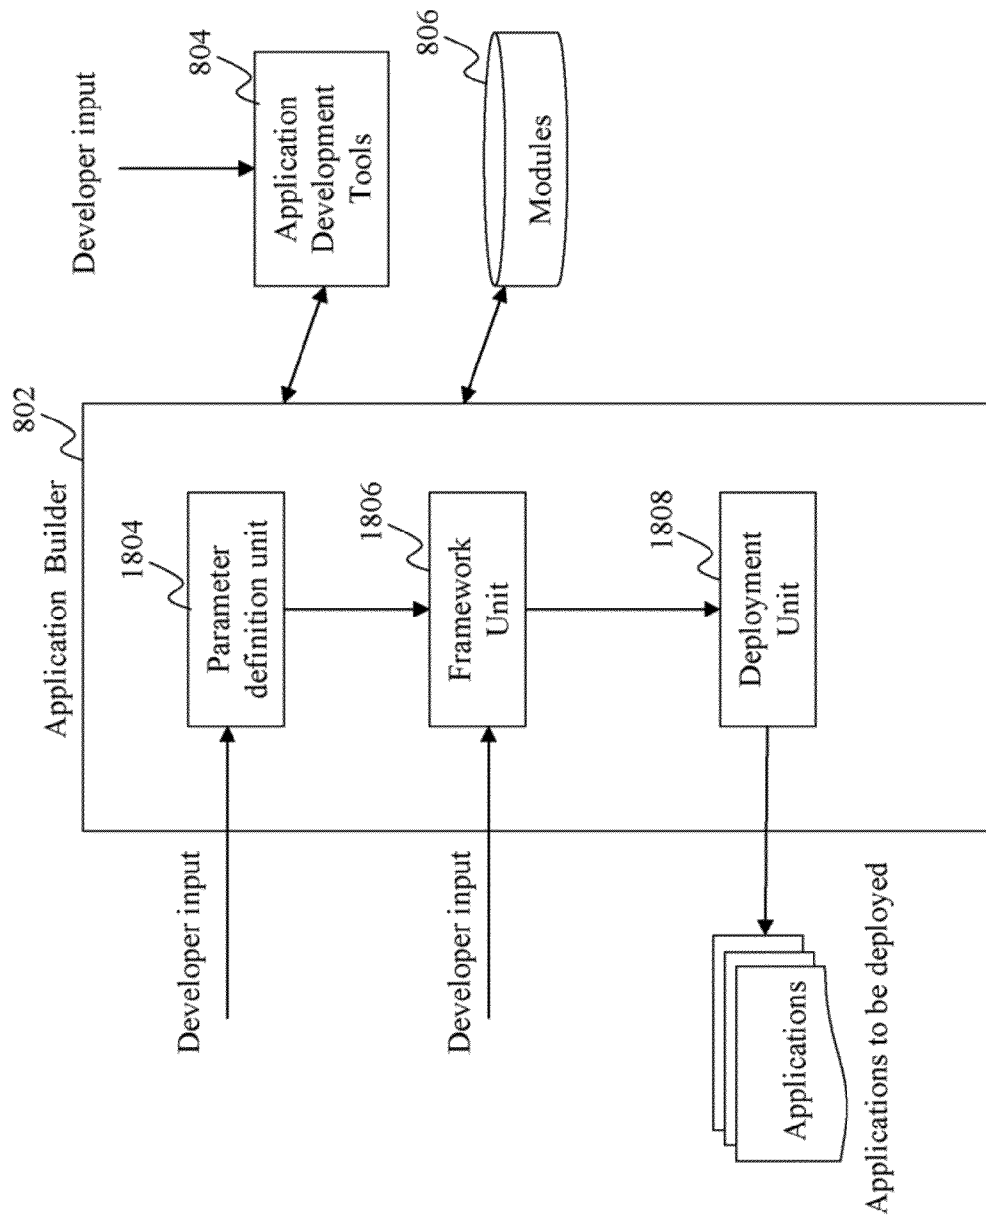 Application Builder
802
Developer input
1804
Parameter
definition unit
Developer input
804
Application
Development
Tools
Developer input
1806
Framework
Unit
806
Modules
1808
Deployment
Unit
Applications
Applications to be deployed